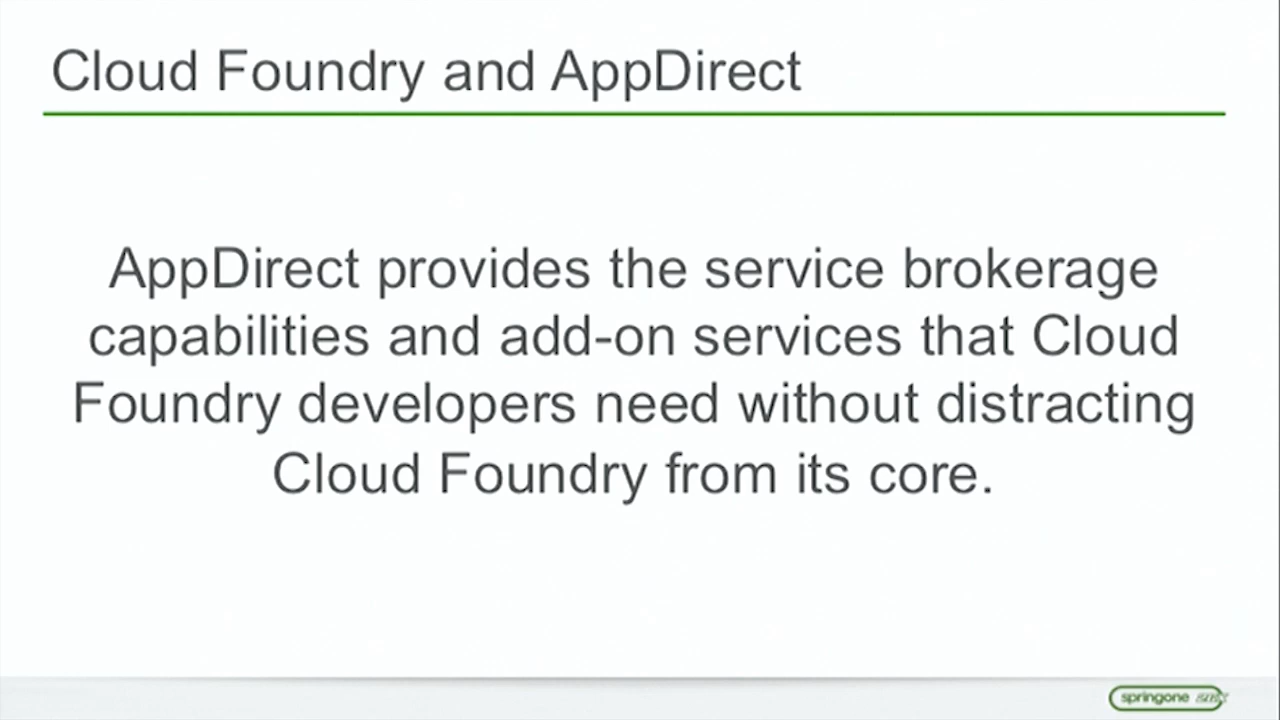 Cloud Foundry and AppDirect
AppDirect provides the service brokerage
capabilities and add-on services that Cloud
Foundry developers need without distracting
Cloud Foundry from its core.
springone